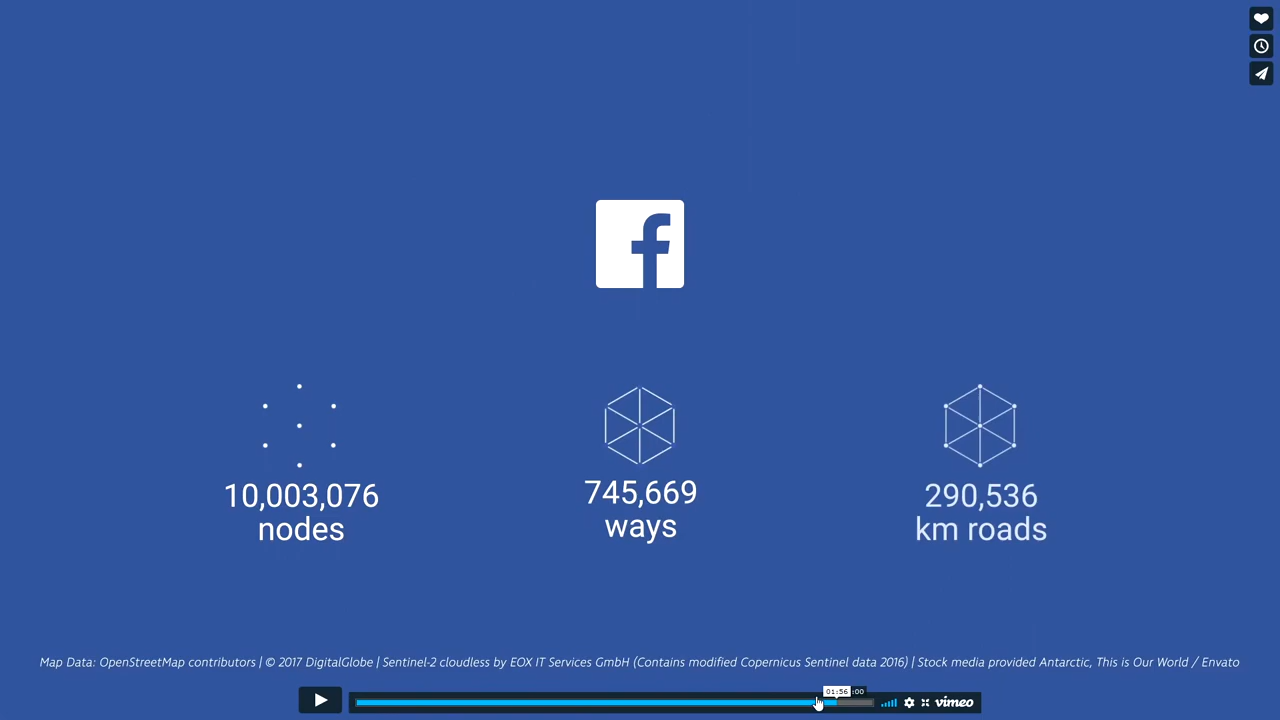 f
10,003,076
nodes
745,669
ways
290,536
km roads
Map Data: OpenStreetMap contributors | © 2017 DigitalGlobe | Sentinel-2 cloudless by EOX IT Services GmbH (Contains modified Copernicus Sentinel data 2016) | Stock media provided Antarctic, This is Our World / Envato
01:56
:00
vimeo